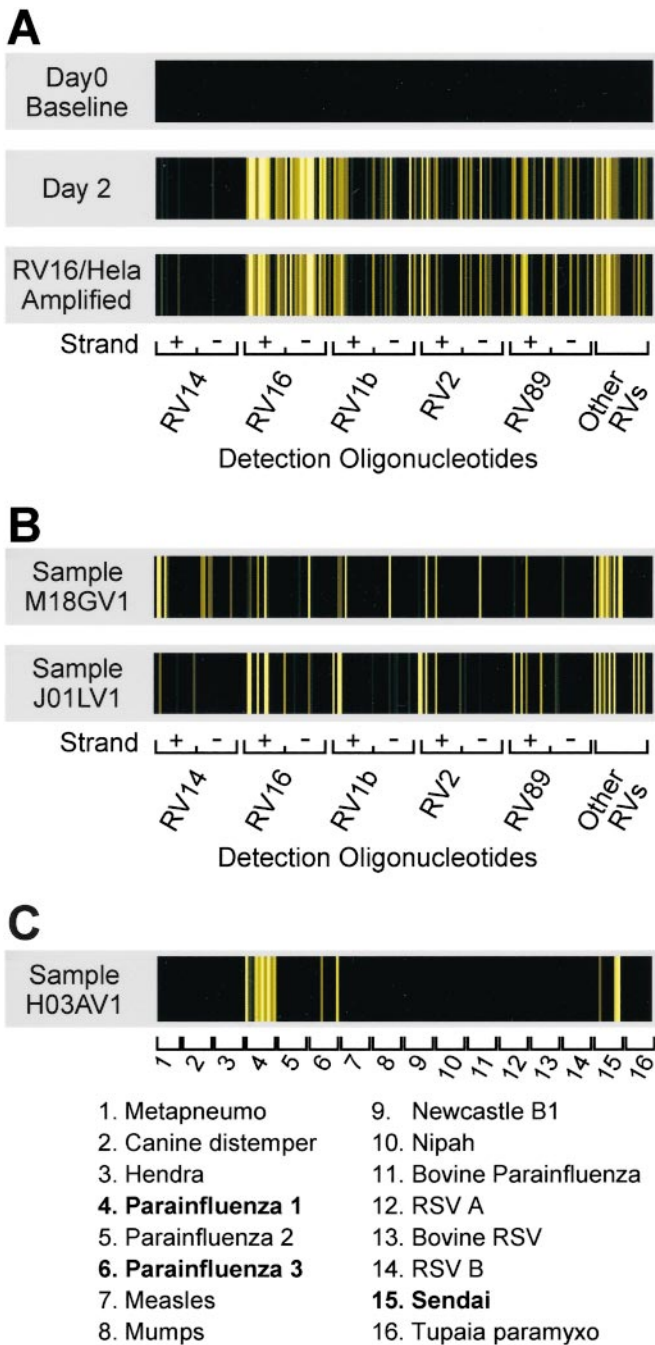 A
Day0
Baseline
Day 2
RV16/Hela
Amplified
Strand + - + - + - + - + -
RV14 RV16 RV1b RV2 RV89 Other RVs
Detection Oligonucleotides
B
Sample
M18GV1
Sample
J01LV1
Strand + - + - + - + - + -
RV14 RV16 RV1b RV2 RV89 Other RVs
Detection Oligonucleotides
C
Sample
H03AV1
1 2 3 4 5 6 7 8 9 10 11 12 13 14 15 16
1. Metapneumo
2. Canine distemper
3. Hendra
4. Parainfluenza 1
5. Parainfluenza 2
6. Parainfluenza 3
7. Measles
8. Mumps
9. Newcastle B1
10. Nipah
11. Bovine Parainfluenza
12. RSV A
13. Bovine RSV
14. RSV B
15. Sendai
16. Tupaia paramyxo